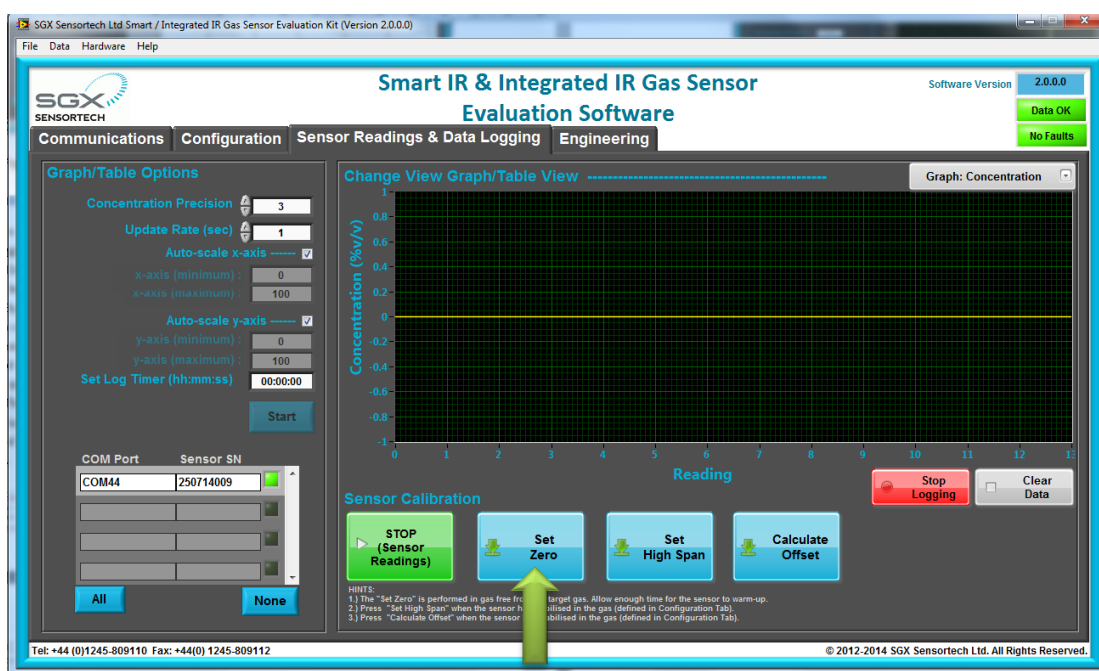 SGX Sensortech Ltd Smart / Integrated IR Gas Sensor Evaluation Kit (Version 2.0.0.0)
File Data Hardware Help
SGX
SENSORTECH
Smart IR & Integrated IR Gas Sensor
Evaluation Software
Software Version 2.0.0.0
Data OK
No Faults
Communications Configuration Sensor Readings & Data Logging Engineering
Graph/Table Options
Concentration Precision 3
Update Rate (sec) 1
Auto-scale x-axis ------
x-axis (minimum) : 0
x-axis (maximum) : 100
Auto-scale y-axis ------
y-axis (minimum) : 0
y-axis (maximum) : 100
Set Log Timer (hh:mm:ss) 00:00:00
Start
COM Port Sensor SN
COM44 250714009
All None
Change View Graph/Table View ------------------------------------------------
Graph: Concentration
Concentration (%v/v)
1
0.8
0.6
0.4
0.2
0
-0.2
-0.4
-0.6
-0.8
-1
0 1 2 3 4 5 6 7 8 9 10 11 12 13
Reading
Stop
Logging
Clear
Data
Sensor Calibration
STOP
(Sensor
Readings)
Set
Zero
Set
High Span
Calculate
Offset
HINTS:
1.) The "Set Zero" is performed in gas free target gas. Allow enough time for the sensor to warm-up.
2.) Press "Set High Span" when the sensor in the gas (defined in Configuration Tab).
3.) Press "Calculate Offset" when the sensor in the gas (defined in Configuration Tab).
Tel: +44 (0)1245-809110 Fax: +44(0) 1245-809112
© 2012-2014 SGX Sensortech Ltd. All Rights Reserved.